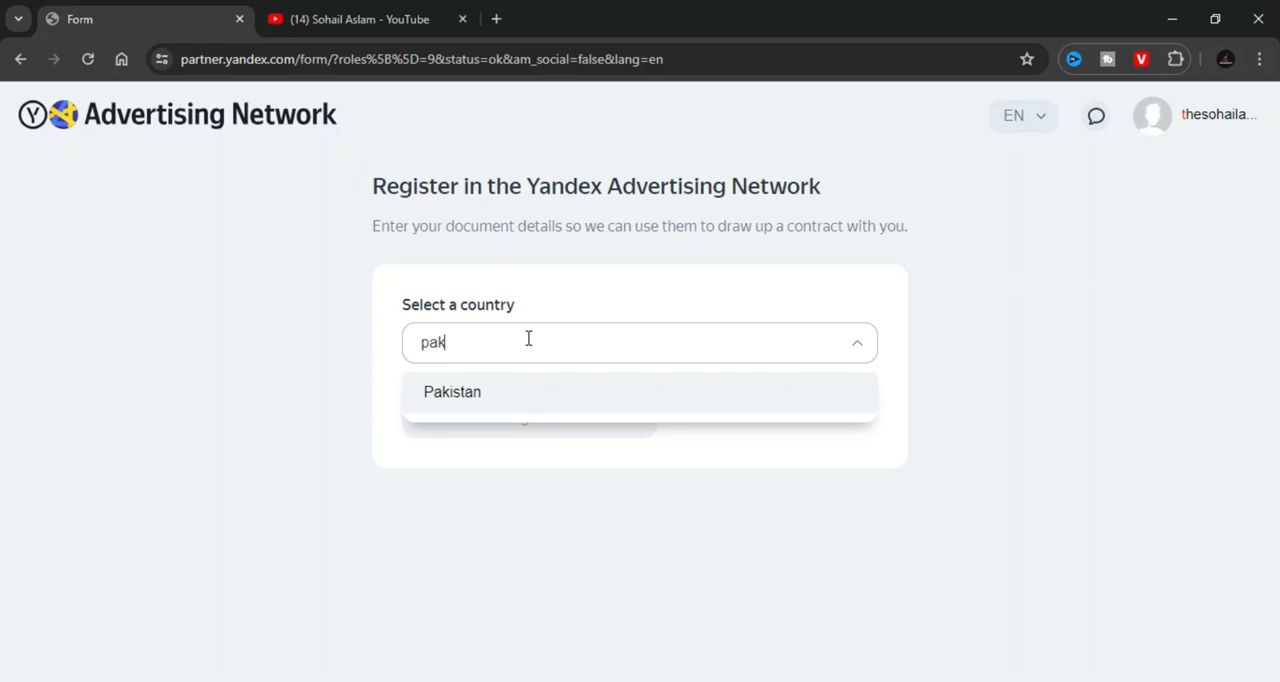 Form
(14) Sohail Aslam - YouTube
partner.yandex.com/form/?roles%5B%5D=9&status=ok&am_social=false&lang=en
Advertising Network
EN
thesohaila...
Register in the Yandex Advertising Network
Enter your document details so we can use them to draw up a contract with you.
Select a country
pak
Pakistan